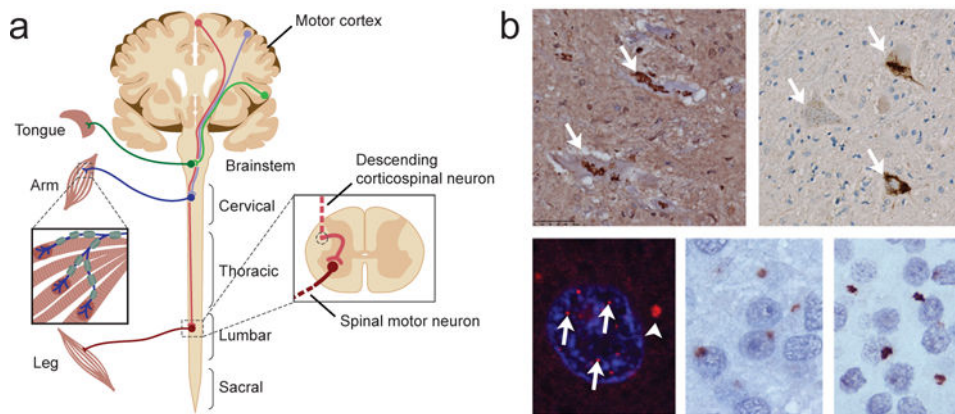 a
Motor cortex
Tongue
Brainstem
Arm
Cervical
Thoracic
Lumbar
Sacral
Leg
Descending
corticospinal neuron
Spinal motor neuron
b